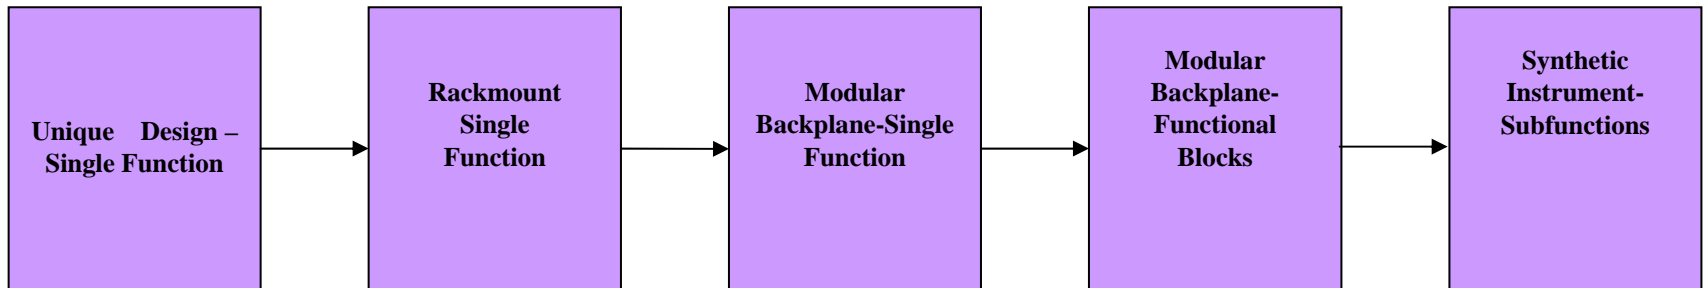 Unique Design –
Single Function
Rackmount
Single
Function
Modular
Backplane-Single
Function
Modular
Backplane-
Functional
Blocks
Synthetic
Instrument-
Subfunctions